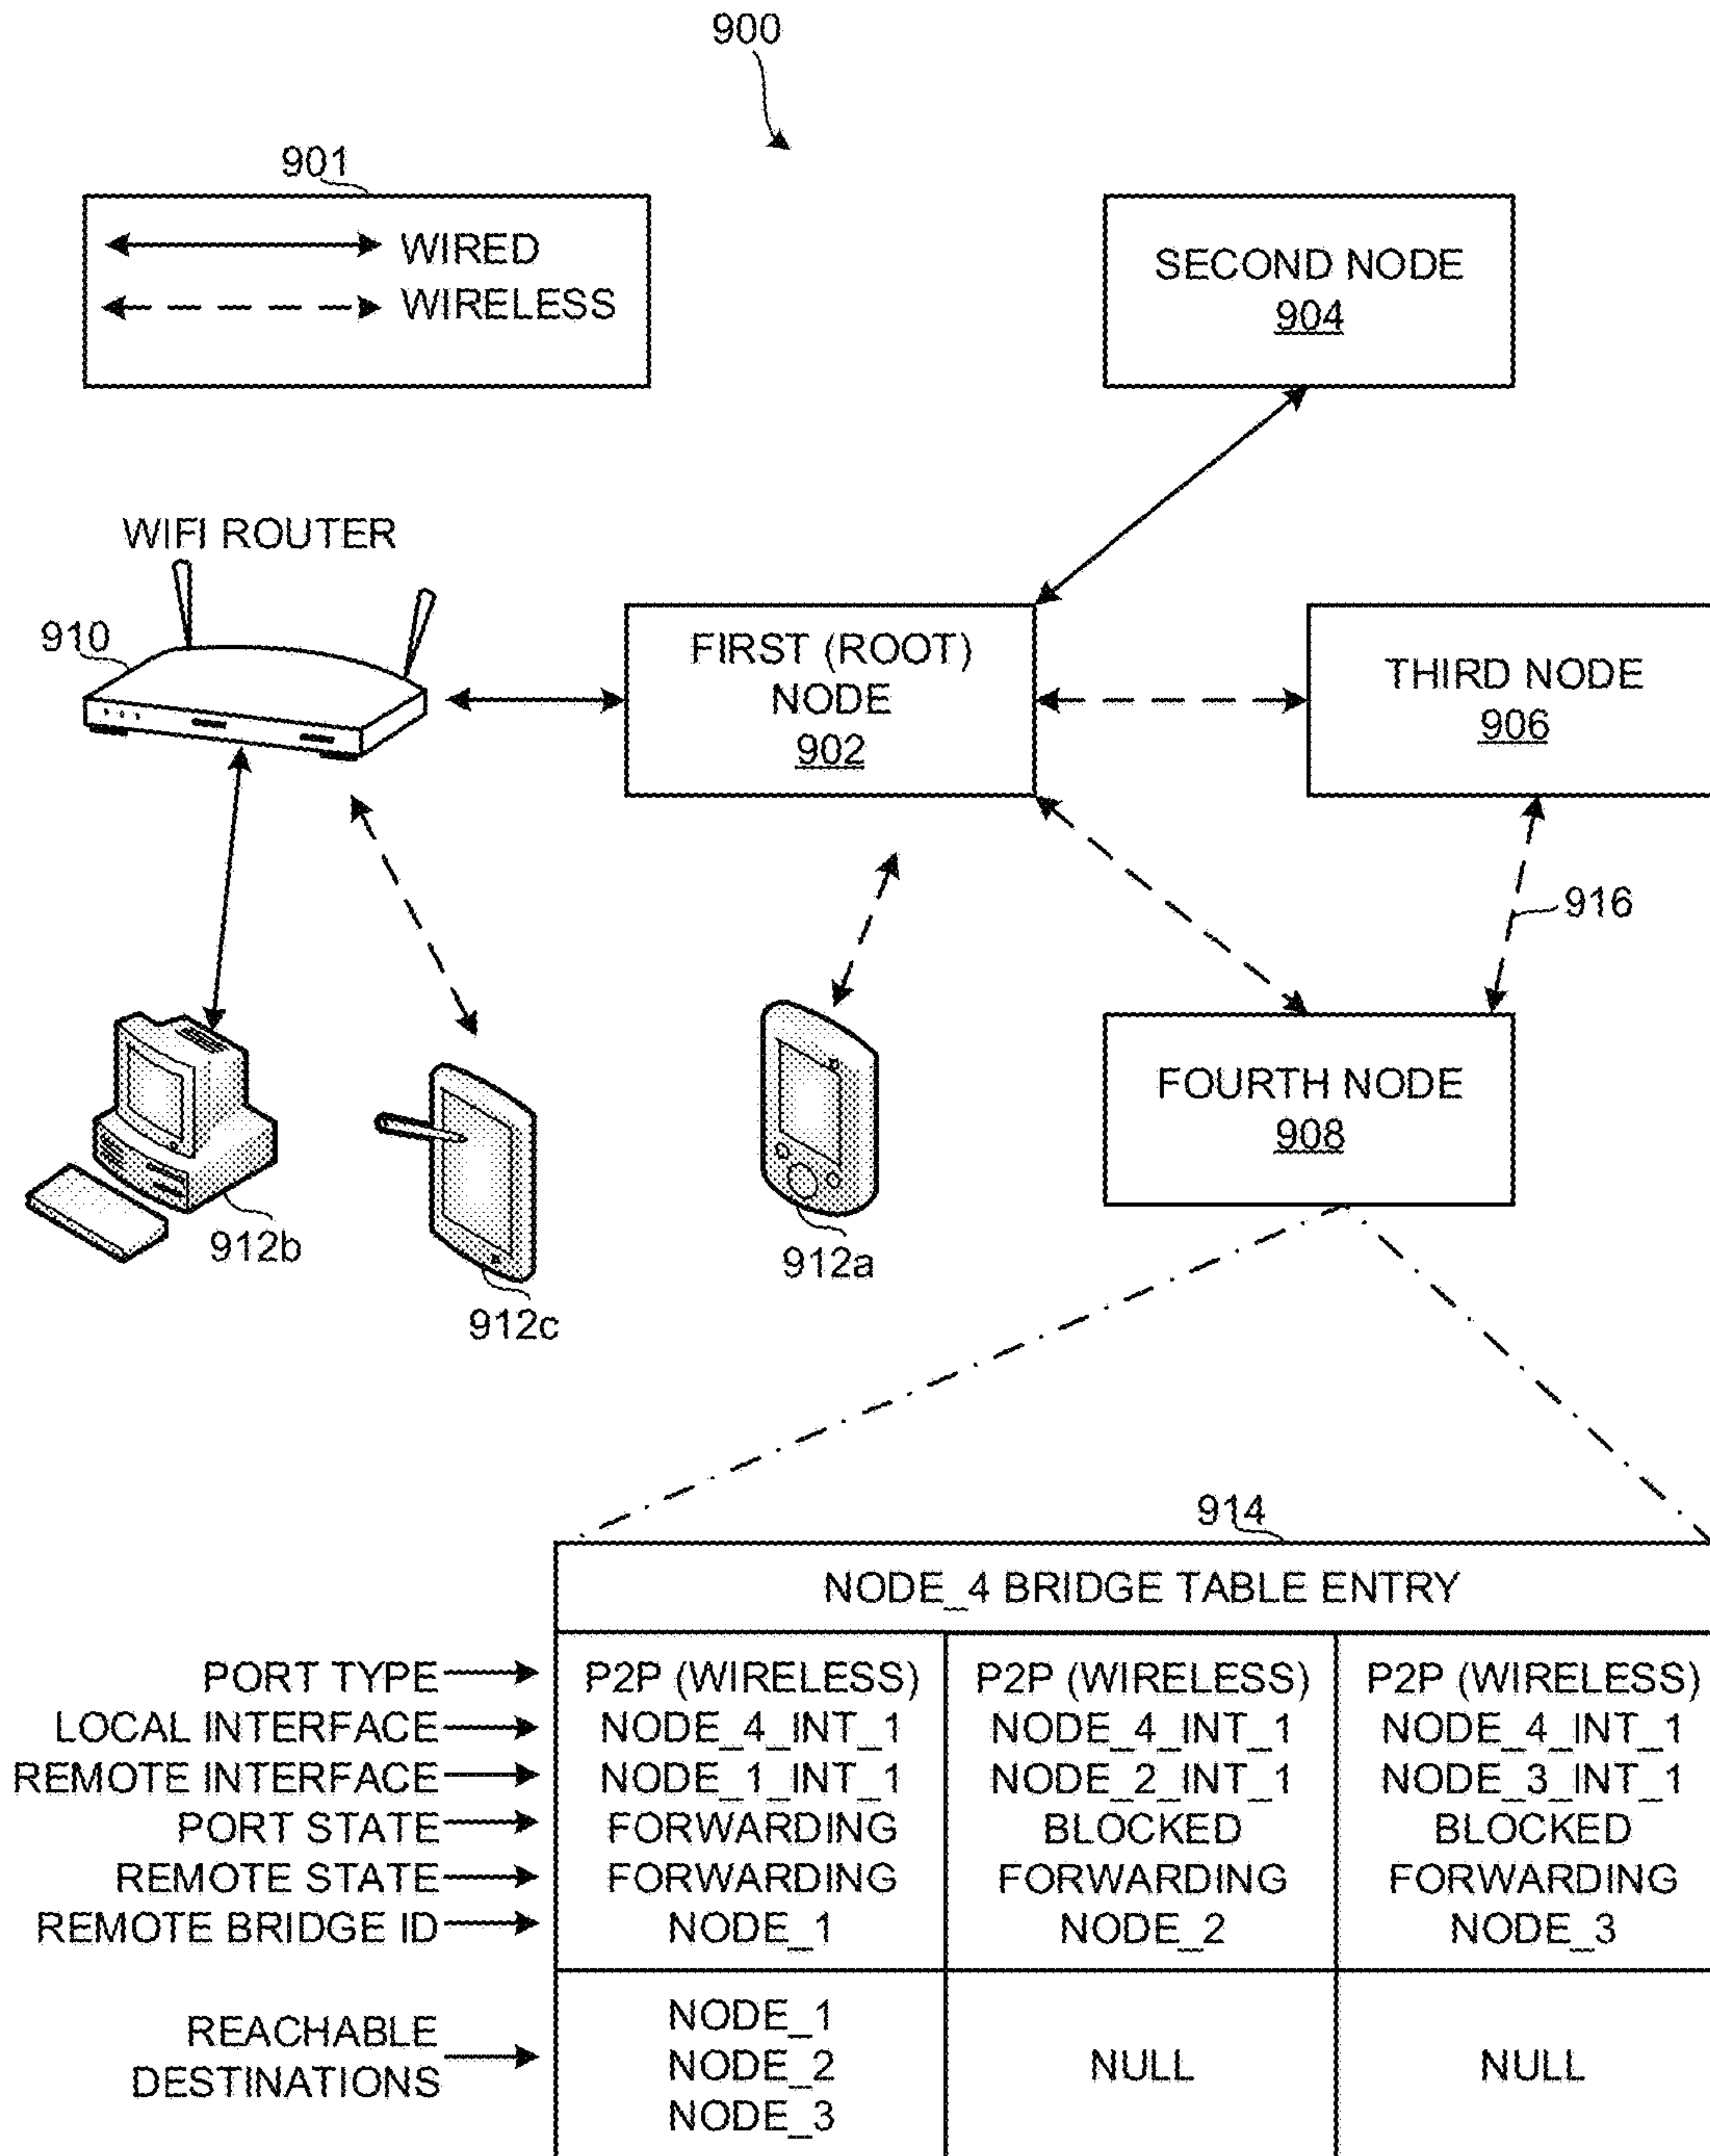 900
901
WIRED
WIRELESS
SECOND NODE
904
WIFI ROUTER
910
FIRST (ROOT)
NODE
902
THIRD NODE
906
916
FOURTH NODE
908
912b
912c
912a
914
NODE_4 BRIDGE TABLE ENTRY
PORT TYPE P2P (WIRELESS) P2P (WIRELESS) P2P (WIRELESS)
LOCAL INTERFACE NODE_4_INT_1 NODE_4_INT_1 NODE_4_INT_1
REMOTE INTERFACE NODE_1_INT_1 NODE_2_INT_1 NODE_3_INT_1
PORT STATE FORWARDING BLOCKED BLOCKED
REMOTE STATE FORWARDING FORWARDING FORWARDING
REMOTE BRIDGE ID NODE_1 NODE_2 NODE_3
REACHABLE
DESTINATIONS
NODE_1
NODE_2
NODE_3
NULL
NULL